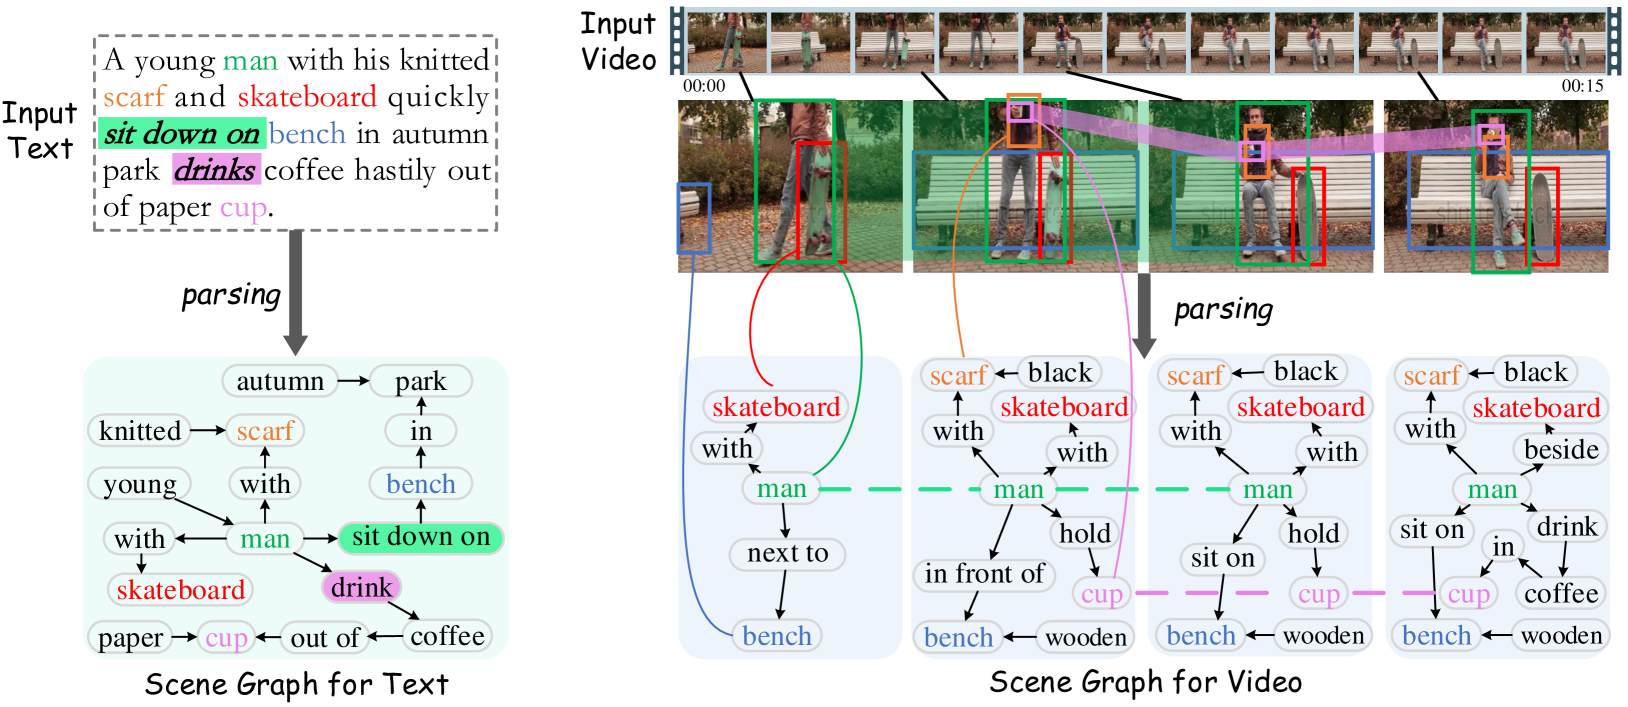 Input
Text
A young man with his knitted
scarf and skateboard quickly
sit down on bench in autumn
park drinks coffee hastily out
of paper cup.
parsing
autumn
park
knitted
scarf
in
young
with
bench
with
man
sit down on
skateboard
drink
paper
cup
out of
coffee
Scene Graph for Text
Input
Video
00:00
00:15
parsing
skateboard
with
man
next to
bench
scarf
black
skateboard
with
with
man
hold
in front of
cup
bench
wooden
scarf
black
skateboard
with
with
man
hold
sit on
cup
bench
wooden
scarf
black
skateboard
with
beside
man
sit on
drink
in
cup
coffee
bench
wooden
Scene Graph for Video